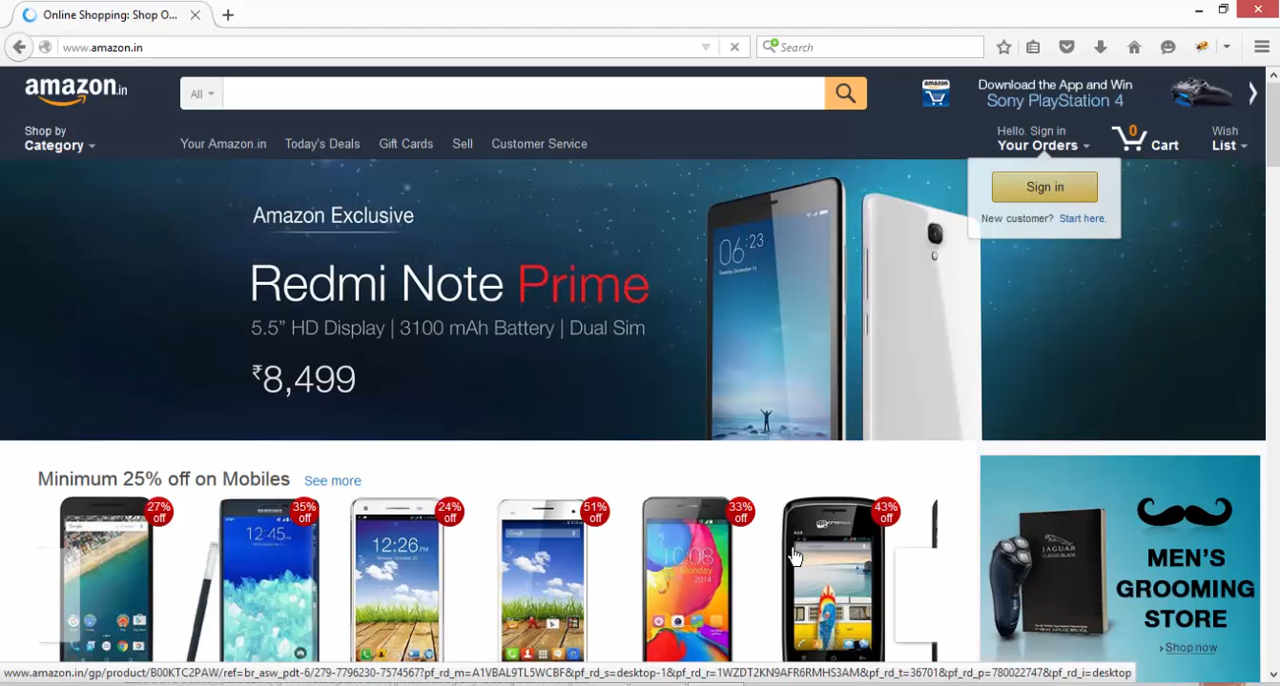 Online Shopping: Shop O...
www.amazon.in
Search
amazon.in
All
amazon
Download the App and Win
Sony PlayStation 4
Shop by
Category
Your Amazon.in
Today's Deals
Gift Cards
Sell
Customer Service
Hello. Sign in
Your Orders
0
Cart
Wish
List
Sign in
New customer? Start here.
Amazon Exclusive
Redmi Note Prime
5.5” HD Display | 3100 mAh Battery | Dual Sim
₹8,499
06:23
Minimum 25% off on Mobiles
See more
27%
off
35%
off
24%
off
51%
off
33%
off
43%
off
12:45
12:26
10:08
Monday
2014
JAGUAR
MEN'S
GROOMING
STORE
Shop now
www.amazon.in/gp/product/B00KTC2PAW/ref=br_asw_pdt-6/279-7796230-7574567?pf_rd_m=A1VBAL9TL5WCBF&pf_rd_s=desktop-1&pf_rd_r=1WZDT2KN9AFR6RMHS3AM&pf_rd_t=36701&pf_rd_p=780022747&pf_rd_i=desktop